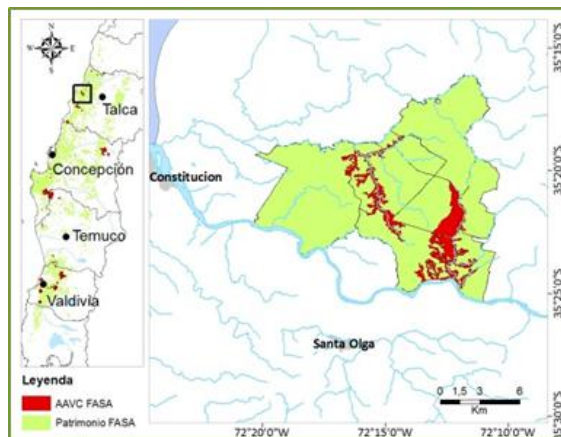 N
Talca
Concepción
Temuco
Valdivia
Leyenda
AAVC FASA
Patrimonio FASA
Constitucion
Santa Olga
0 1,5 3 6
Km
35°15'0"S
35°20'0"S
35°25'0"S
35°30'0"S
72°20'0"W
72°15'0"W
72°10'0"W